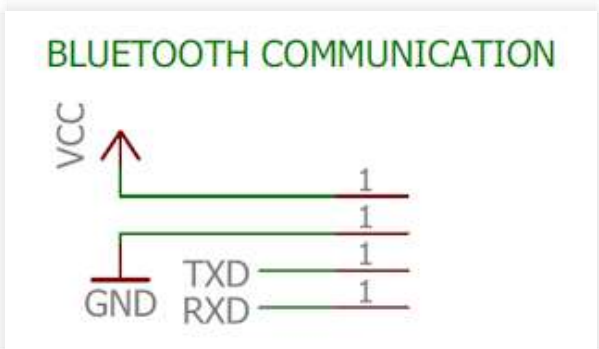 BLUETOOTH COMMUNICATION
VCC
1
1
1
TXD
1
GND
RXD